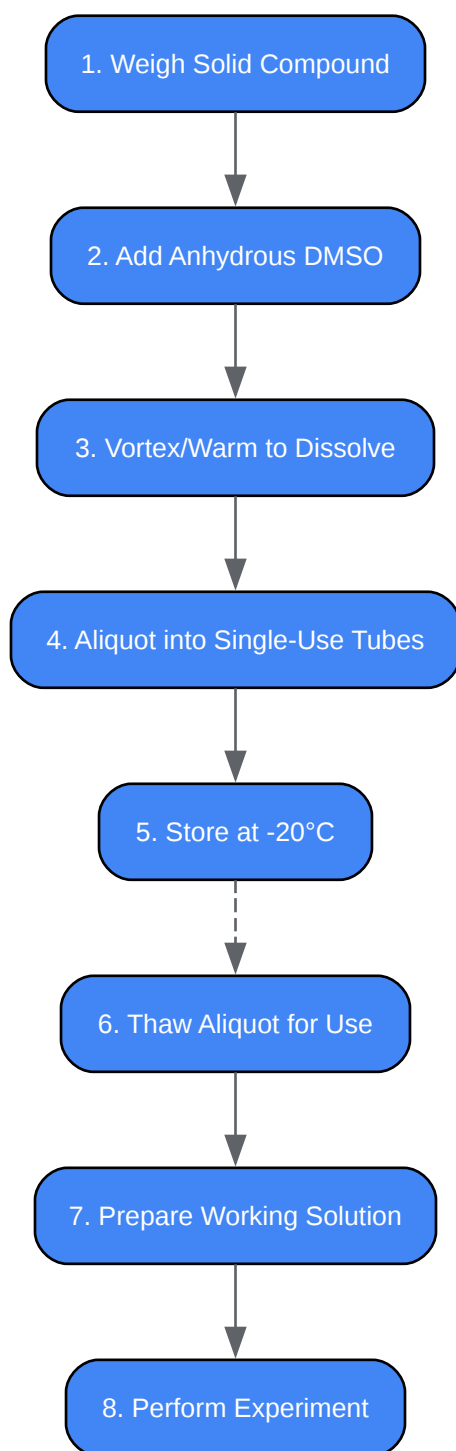 1. Weigh Solid Compound
2. Add Anhydrous DMSO
3. Vortex/Warm to Dissolve
4. Aliquot into Single-Use Tubes
5. Store at -20°C
6. Thaw Aliquot for Use
7. Prepare Working Solution
8. Perform Experiment